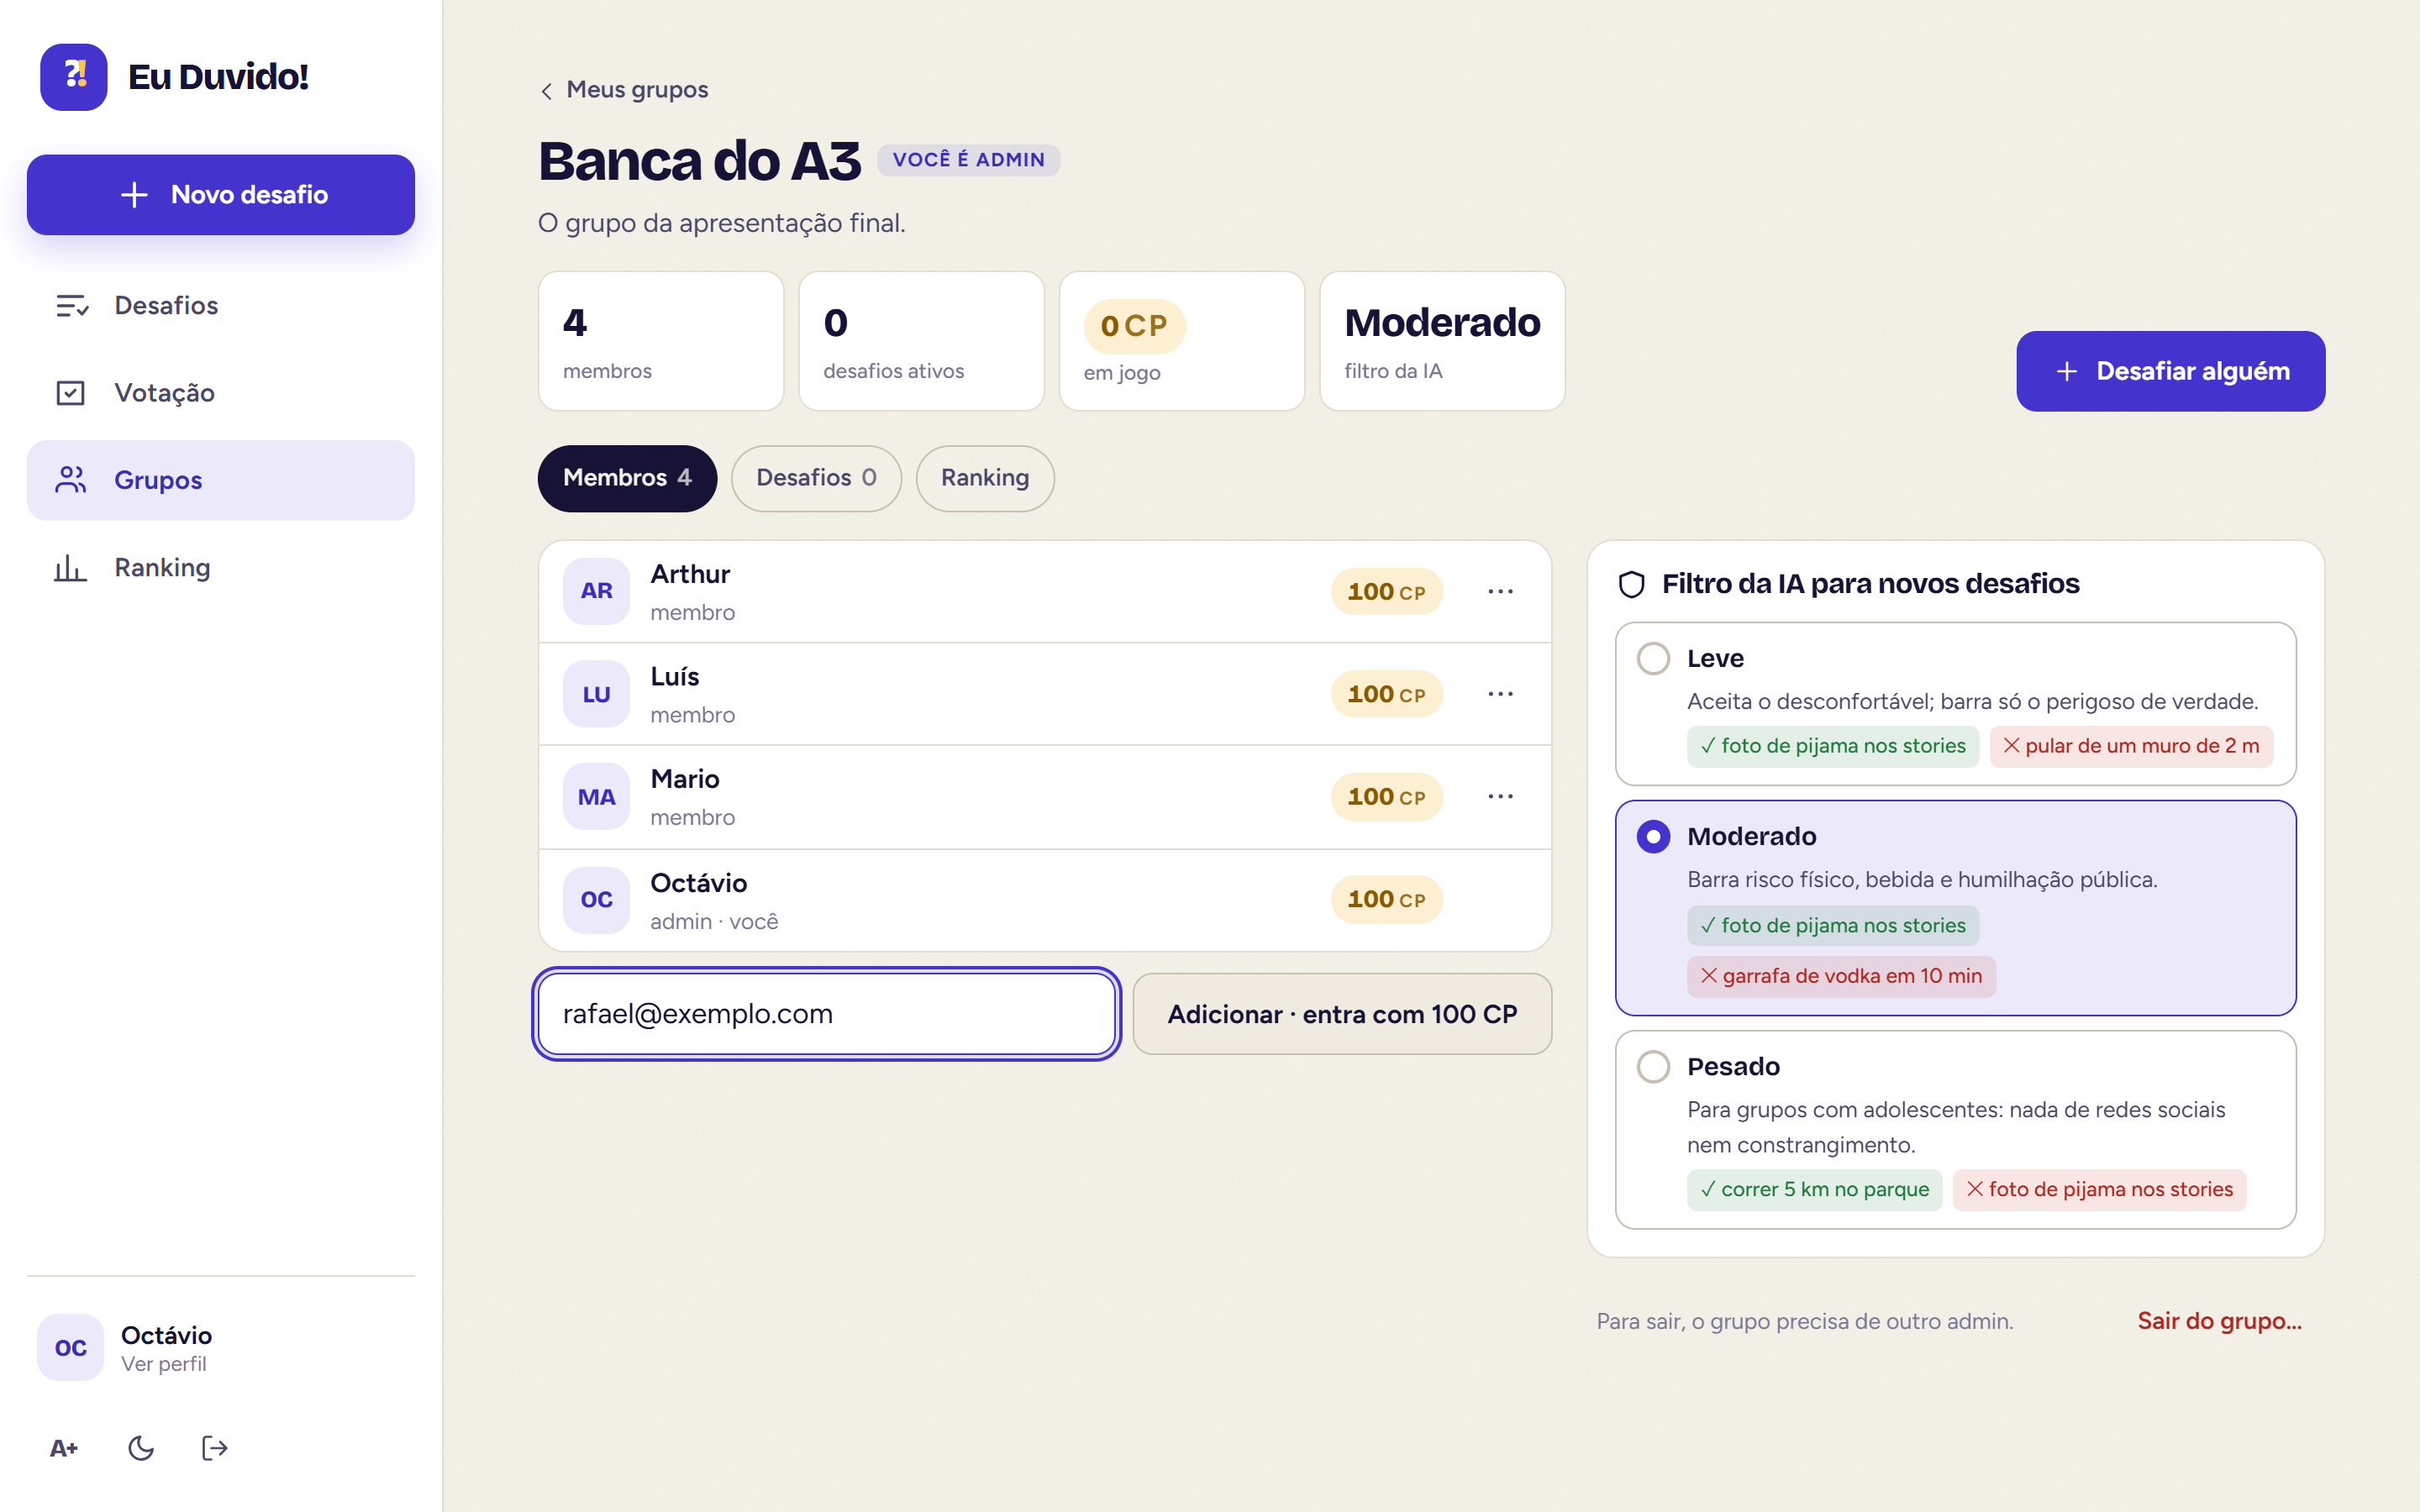 ?! Eu Duvido!
Novo desafio
Desafios
Votação
Grupos
Ranking
Octávio
OC
Ver perfil
A+
Meus grupos
Banca do A3 VOCÊ É ADMIN
O grupo da apresentação final.
4
membros
0
desafios ativos
0 CP
em jogo
Moderado
filtro da IA
Desafiar alguém
Membros 4
Desafios 0
Ranking
AR
Arthur
membro
100 CP
LU
Luís
membro
100 CP
MA
Mario
membro
100 CP
OC
Octávio
admin · você
100 CP
rafael@exemplo.com
Adicionar · entra com 100 CP
Filtro da IA para novos desafios
Leve
Aceita o desconfortável; barra só o perigoso de verdade.
✓ foto de pijama nos stories
✕ pular de um muro de 2 m
Moderado
Barra risco físico, bebida e humilhação pública.
✓ foto de pijama nos stories
✕ garrafa de vodka em 10 min
Pesado
Para grupos com adolescentes: nada de redes sociais
nem constrangimento.
✓ correr 5 km no parque
✕ foto de pijama nos stories
Para sair, o grupo precisa de outro admin.
Sair do grupo...